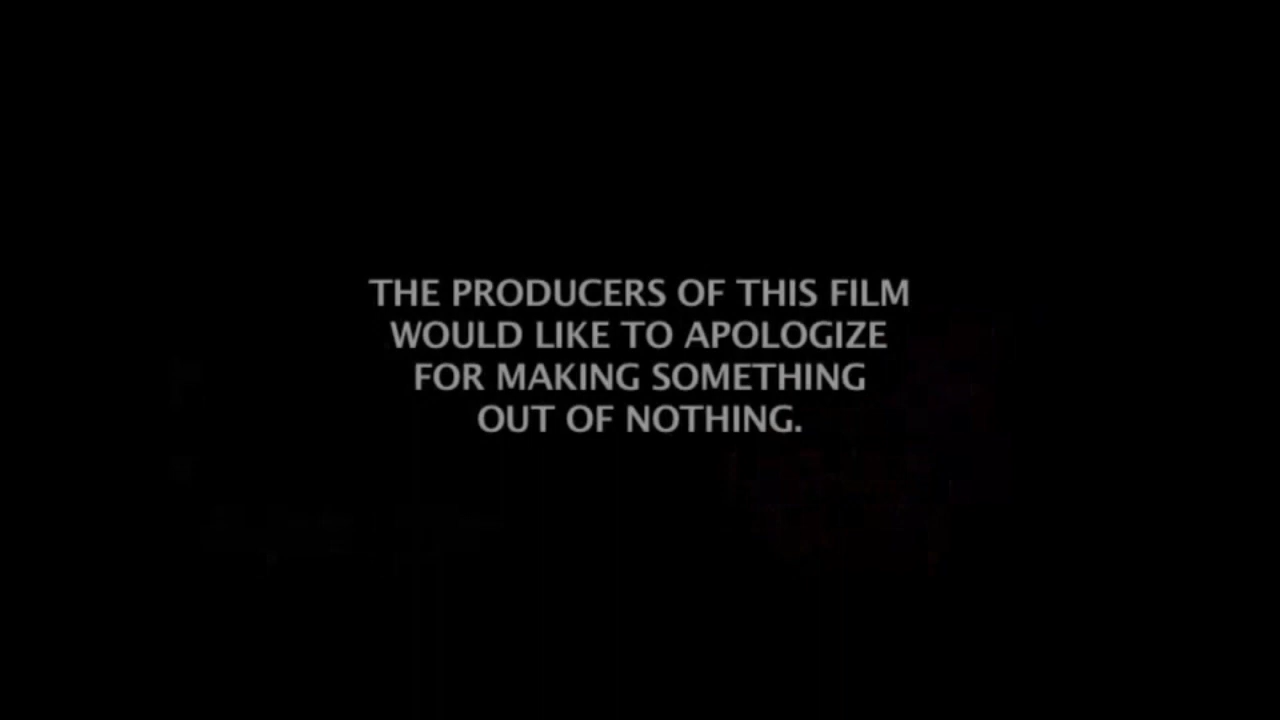 THE PRODUCERS OF THIS FILM
WOULD LIKE TO APOLOGIZE
FOR MAKING SOMETHING
OUT OF NOTHING.